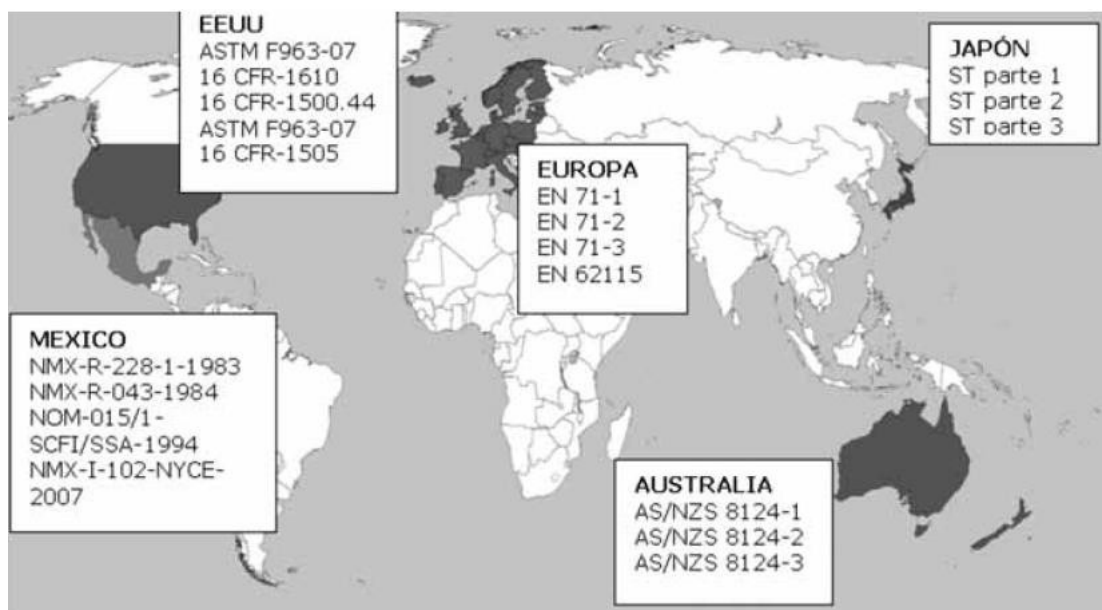 EEUU
ASTM F963-07
16 CFR-1610
16 CFR-1500.44
ASTM F963-07
16 CFR-1505
JAPÓN
ST parte 1
ST parte 2
ST parte 3
EUROPA
EN 71-1
EN 71-2
EN 71-3
EN 62115
MEXICO
NMX-R-228-1-1983
NMX-R-043-1984
NOM-015/1-
SCFI/SSA-1994
NMX-I-102-NYCE-
2007
AUSTRALIA
AS/NZS 8124-1
AS/NZS 8124-2
AS/NZS 8124-3